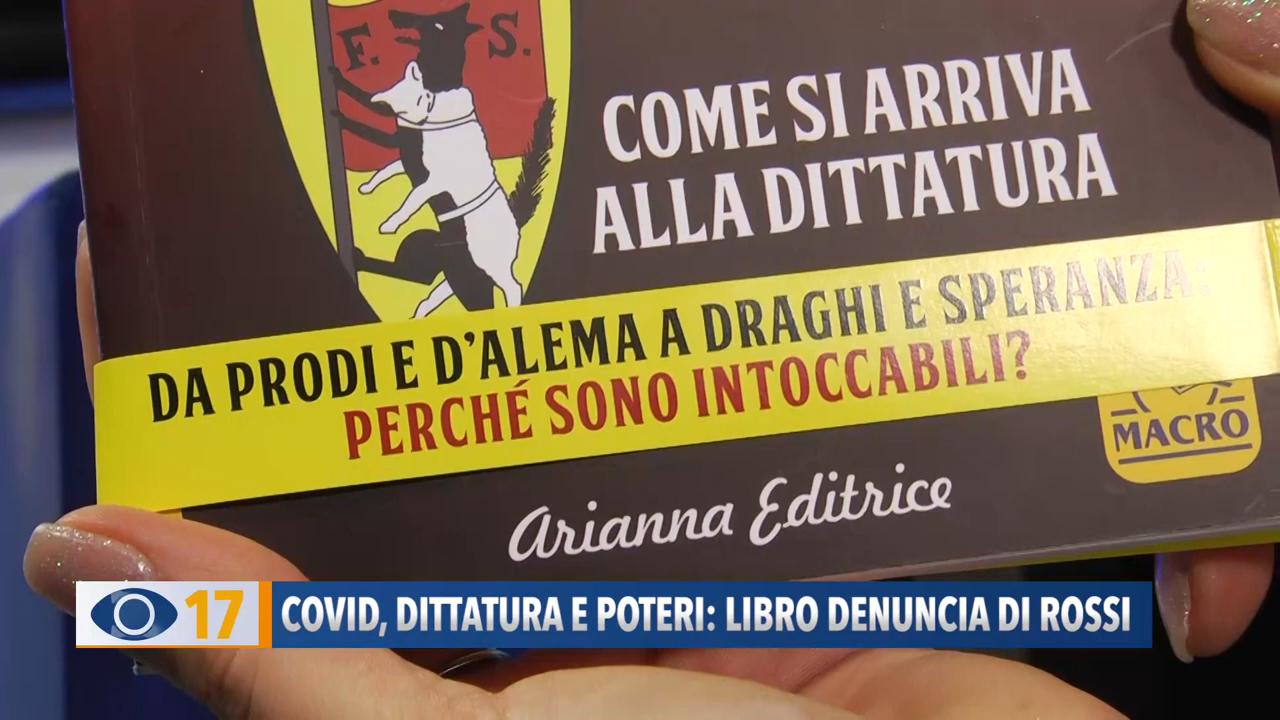 F. S.
COME SI ARRIVA
ALLA DITTATURA
DA PRODI E D'ALEMA A DRAGHI E SPERANZA:
PERCHÉ SONO INTOCCABILI?
MACRO
Arianna Editrice
17 COVID, DITTATURA E POTERI: LIBRO DENUNCIA DI ROSSI